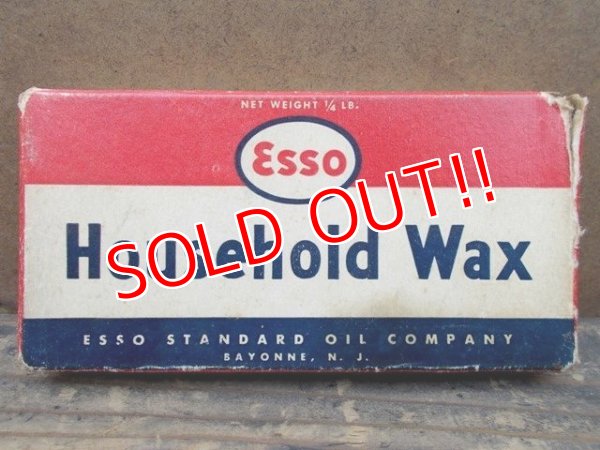 NET WEIGHT ¼ LB.
Esso
SOLD OUT!!
Household Wax
ESSO STANDARD OIL COMPANY
BAYONNE, N. J.